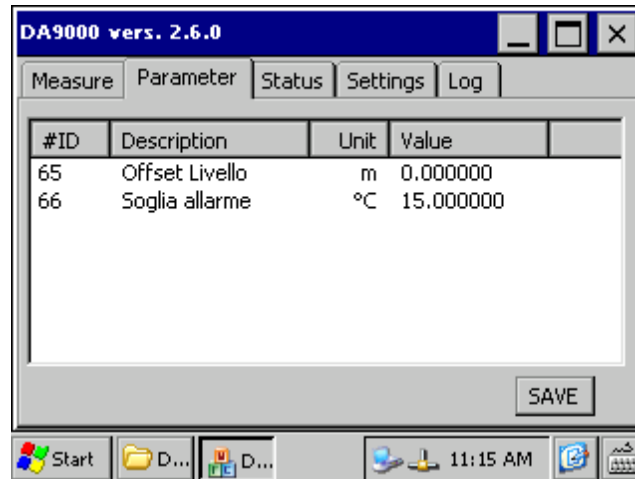 DA9000 vers. 2.6.0
Measure Parameter Status Settings Log
#ID Description Unit Value
65 Offset Livello m 0.000000
66 Soglia allarme °C 15.000000
SAVE
Start D... D... 11:15 AM